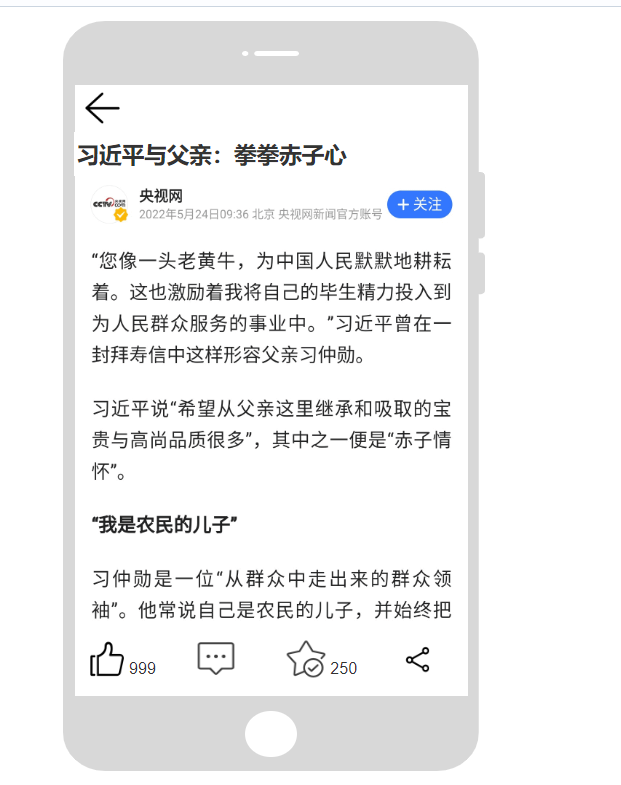 习近平与父亲：拳拳赤子心
CCTV.com 央视网
2022年5月24日09:36 北京 央视网新闻官方账号
+ 关注
“您像一头老黄牛，为中国人民默默地耕耘
着。这也激励着我将自己的毕生精力投入到
为人民群众服务的事业中。”习近平曾在一
封拜寿信中这样形容父亲习仲勋。
习近平说“希望从父亲这里继承和吸取的宝
贵与高尚品质很多”，其中之一便是“赤子情
怀”。
“我是农民的儿子”
习仲勋是一位“从群众中走出来的群众领
袖”。他常说自己是农民的儿子，并始终把
999 250